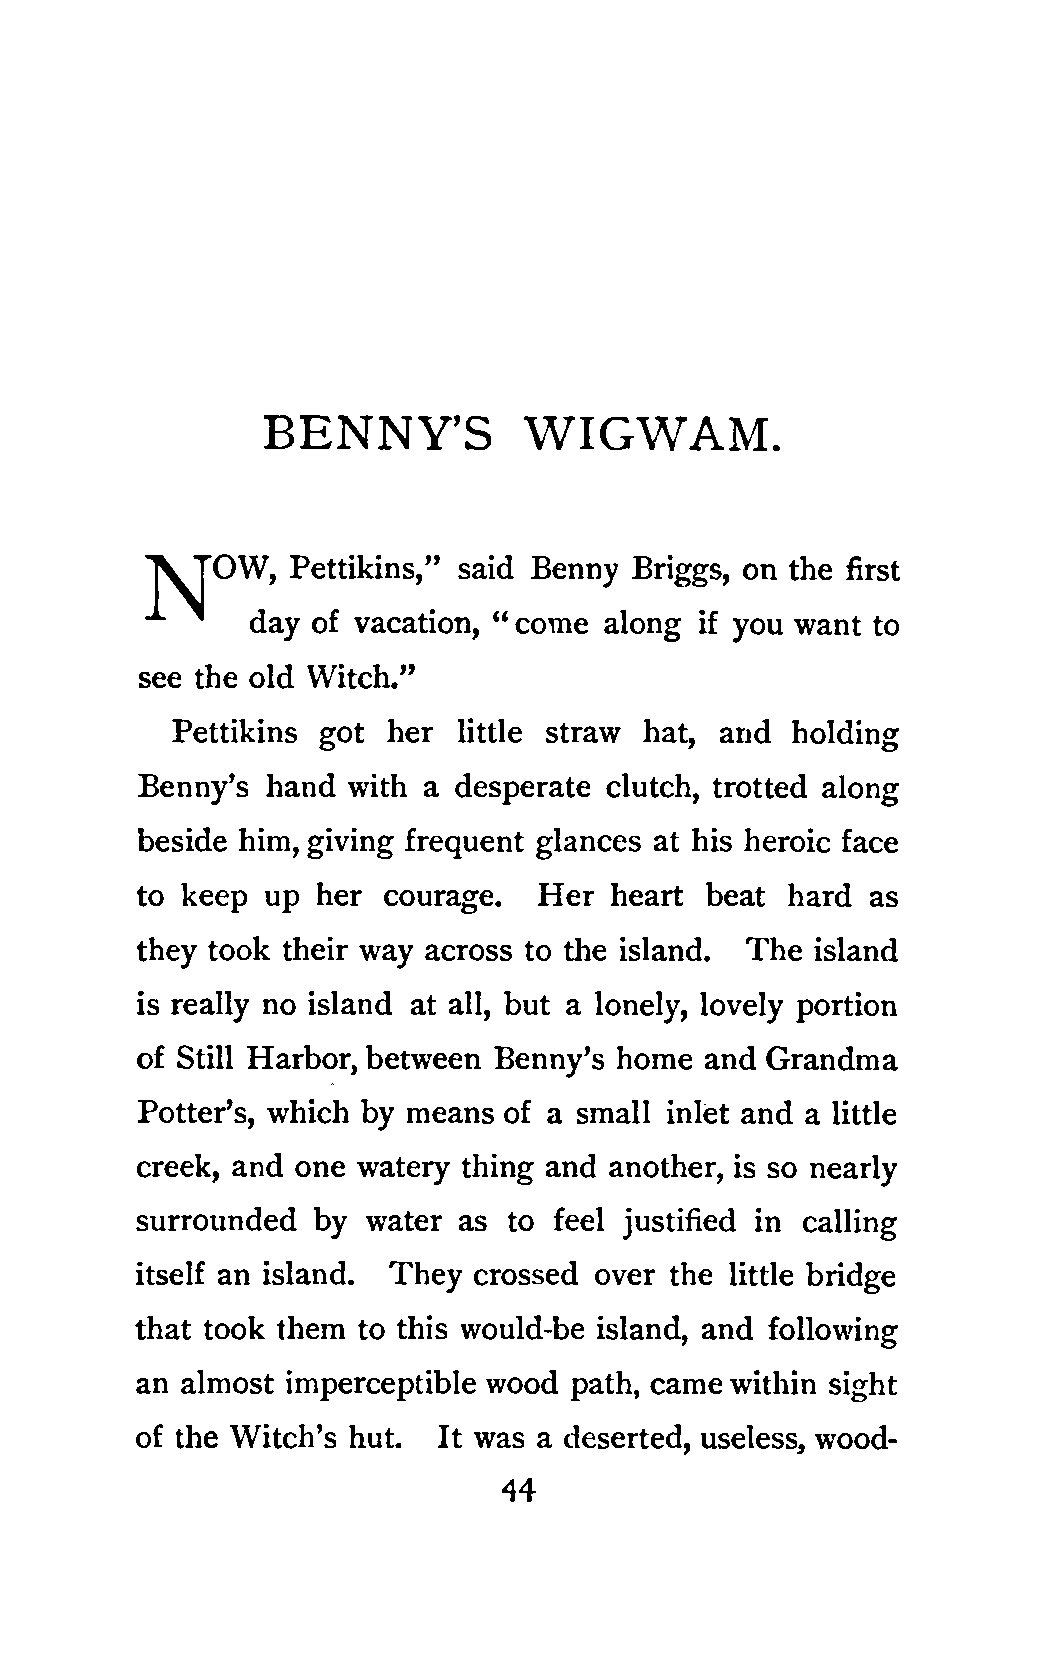 BENNY'S WIGWAM.
NOW, Pettikins," said Benny Briggs, on the first
day of vacation, "come along if you want to
see the old Witch."
Pettikins got her little straw hat, and holding
Benny's hand with a desperate clutch, trotted along
beside him, giving frequent glances at his heroic face
to keep up her courage. Her heart beat hard as
they took their way across to the island. The island
is really no island at all, but a lonely, lovely portion
of Still Harbor, between Benny's home and Grandma
Potter's, which by means of a small inlet and a little
creek, and one watery thing and another, is so nearly
surrounded by water as to feel justified in calling
itself an island. They crossed over the little bridge
that took them to this would-be island, and following
an almost imperceptible wood path, came within sight
of the Witch's hut. It was a deserted, useless, wood-
44